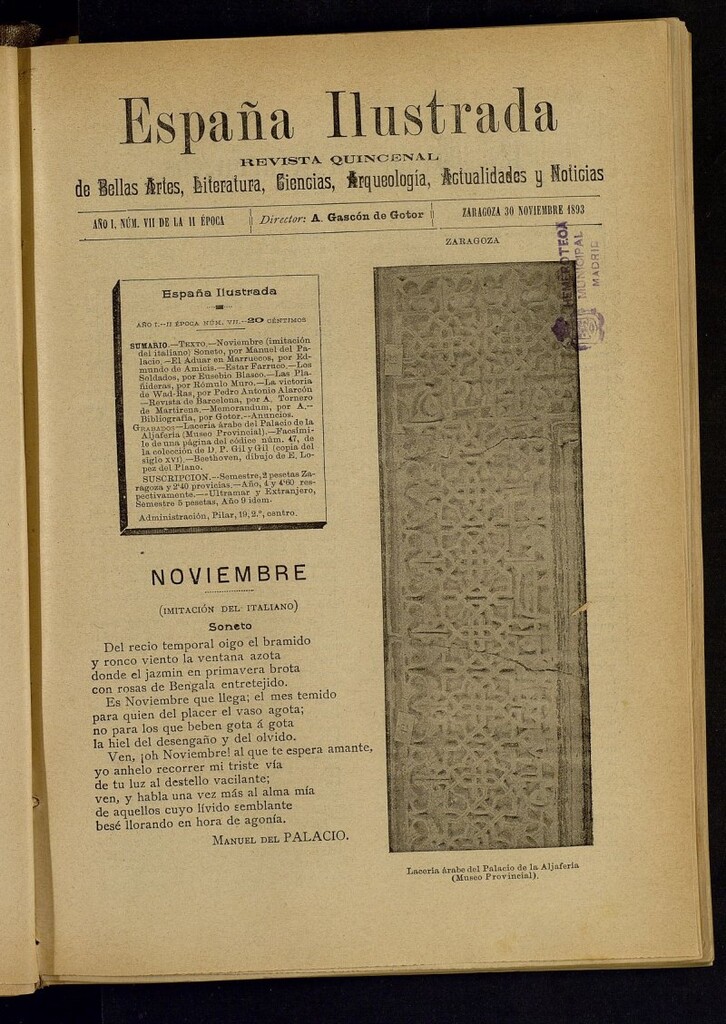 España Ilustrada
REVISTA QUINCENAL
de Bellas Artes, Literatura, Ciencias, Arqueología, Actualidades y Noticias
AÑO I, NÚM. VII DE LA II ÉPOCA
Director: A. Gascón de Gotor
ZARAGOZA 30 NOVIEMBRE 1893
España Ilustrada
AÑO I.--II ÉPOCA NÚM. VII.--20 CÉNTIMOS
SUMARIO.—TEXTO.—Noviembre (imitación
del italiano) Soneto, por Manuel del Pa-
lacio.—El Aduar en Marruecos, por Ed-
mundo de Amicis.—Estar Farruco.—Los
Soldados, por Eusebio Blasco.—Las Pla-
ñideras, por Rómulo Muro.—La victoria
de Wad-Ras, por Pedro Antonio Alarcón
—Revista de Barcelona, por A. Tornero
de Martirena.—Memorandum, por A.—
Bibliografía, por Gotor.—Anuncios.
GRABADOS—Lacería árabe del Palacio de la
Aljafería (Museo Provincial).—Facsími-
le de una página del códice núm. 47, de
la colección de D. P. Gil y Gil (copia del
siglo XVI).—Beethoven, dibujo de E. Lo-
pez del Plano.
SUSCRIPCION.--Semestre, 2 pesetas Za-
ragoza y 2'40 provicias.—Año, 4 y 4'60 res-
pectivamente.—Ultramar y Extranjero,
Semestre 5 pesetas, Año 9 idem.
Administración, Pilar, 19, 2.º, centro.
NOVIEMBRE
(IMITACIÓN DEL ITALIANO)
Soneto
Del recio temporal oigo el bramido
y ronco viento la ventana azota
donde el jazmin en primavera brota
con rosas de Bengala entretejido.
Es Noviembre que llega; el mes temido
para quien del placer el vaso agota;
no para los que beben gota á gota
la hiel del desengaño y del olvido.
Ven, ¡oh Noviembre! al que te espera amante,
yo anhelo recorrer mi triste vía
de tu luz al destello vacilante;
ven, y habla una vez más al alma mía
de aquellos cuyo lívido semblante
besé llorando en hora de agonía.
MANUEL DEL PALACIO.
ZARAGOZA
HEMEROTECA
MUNICIPAL
MADRID
Lacería árabe del Palacio de la Aljafería
(Museo Provincial).